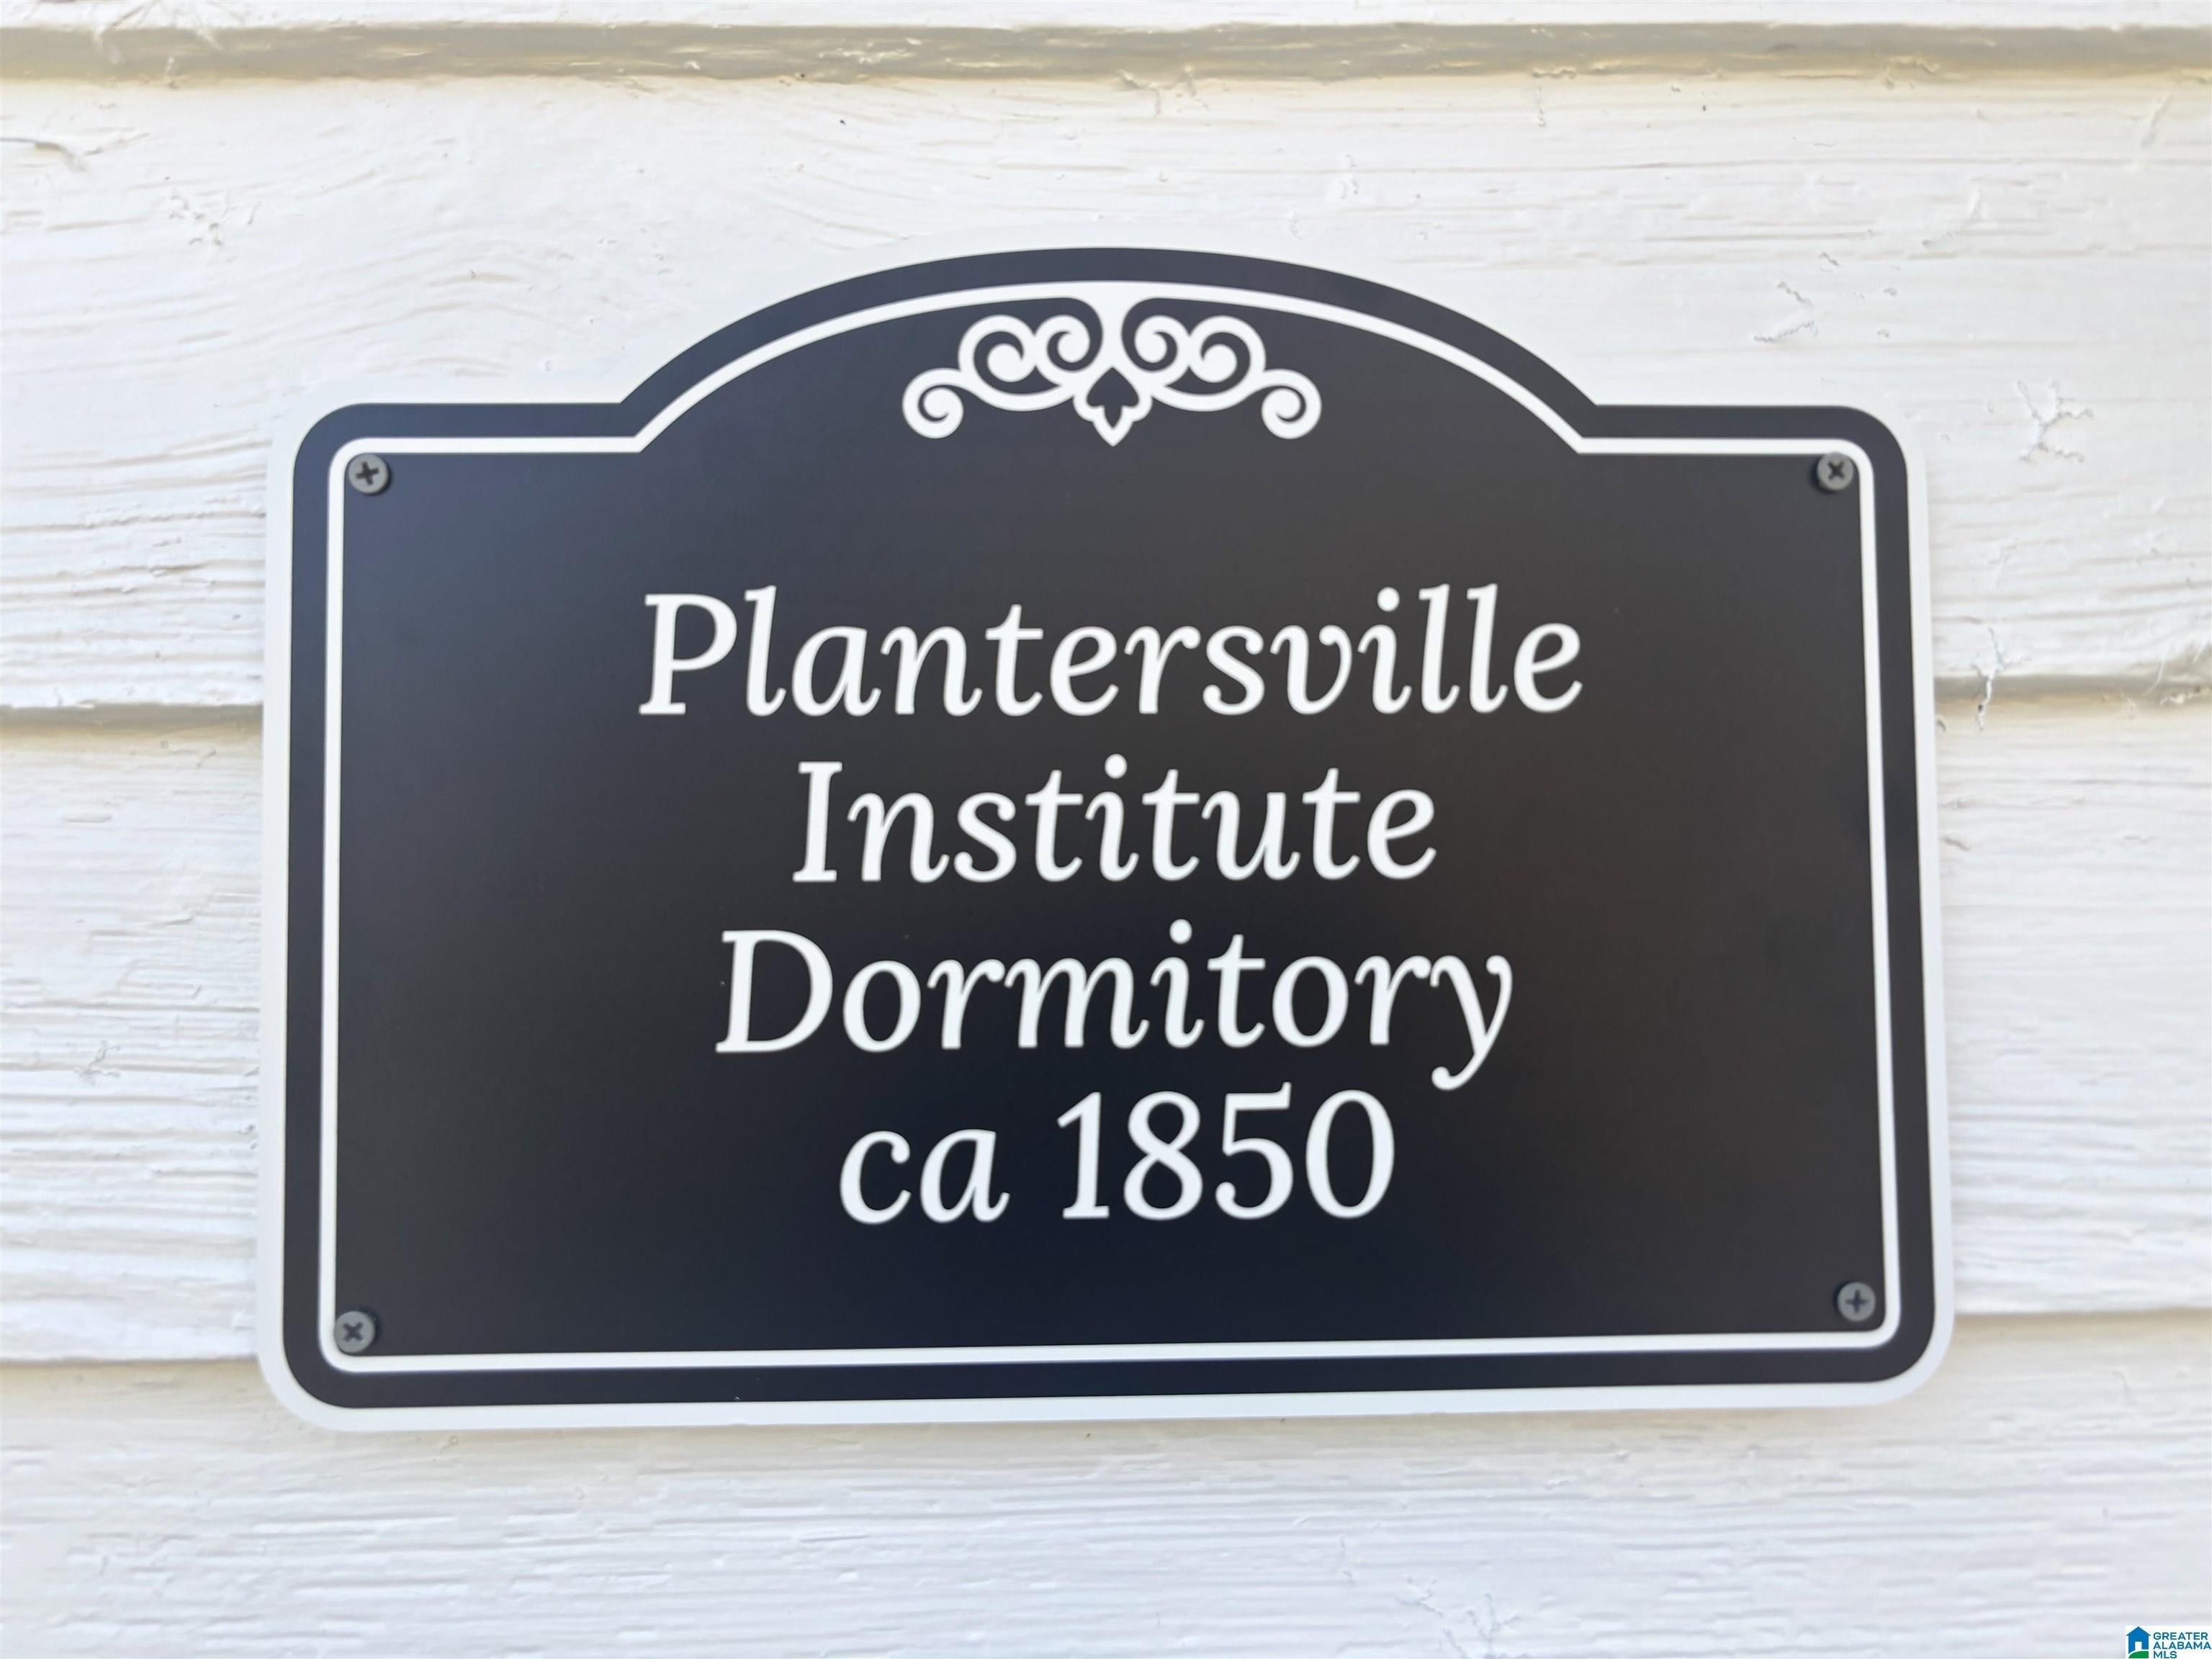 Plantersville
Institute
Dormitory
ca 1850
GREATER
ALABAMA
MLS